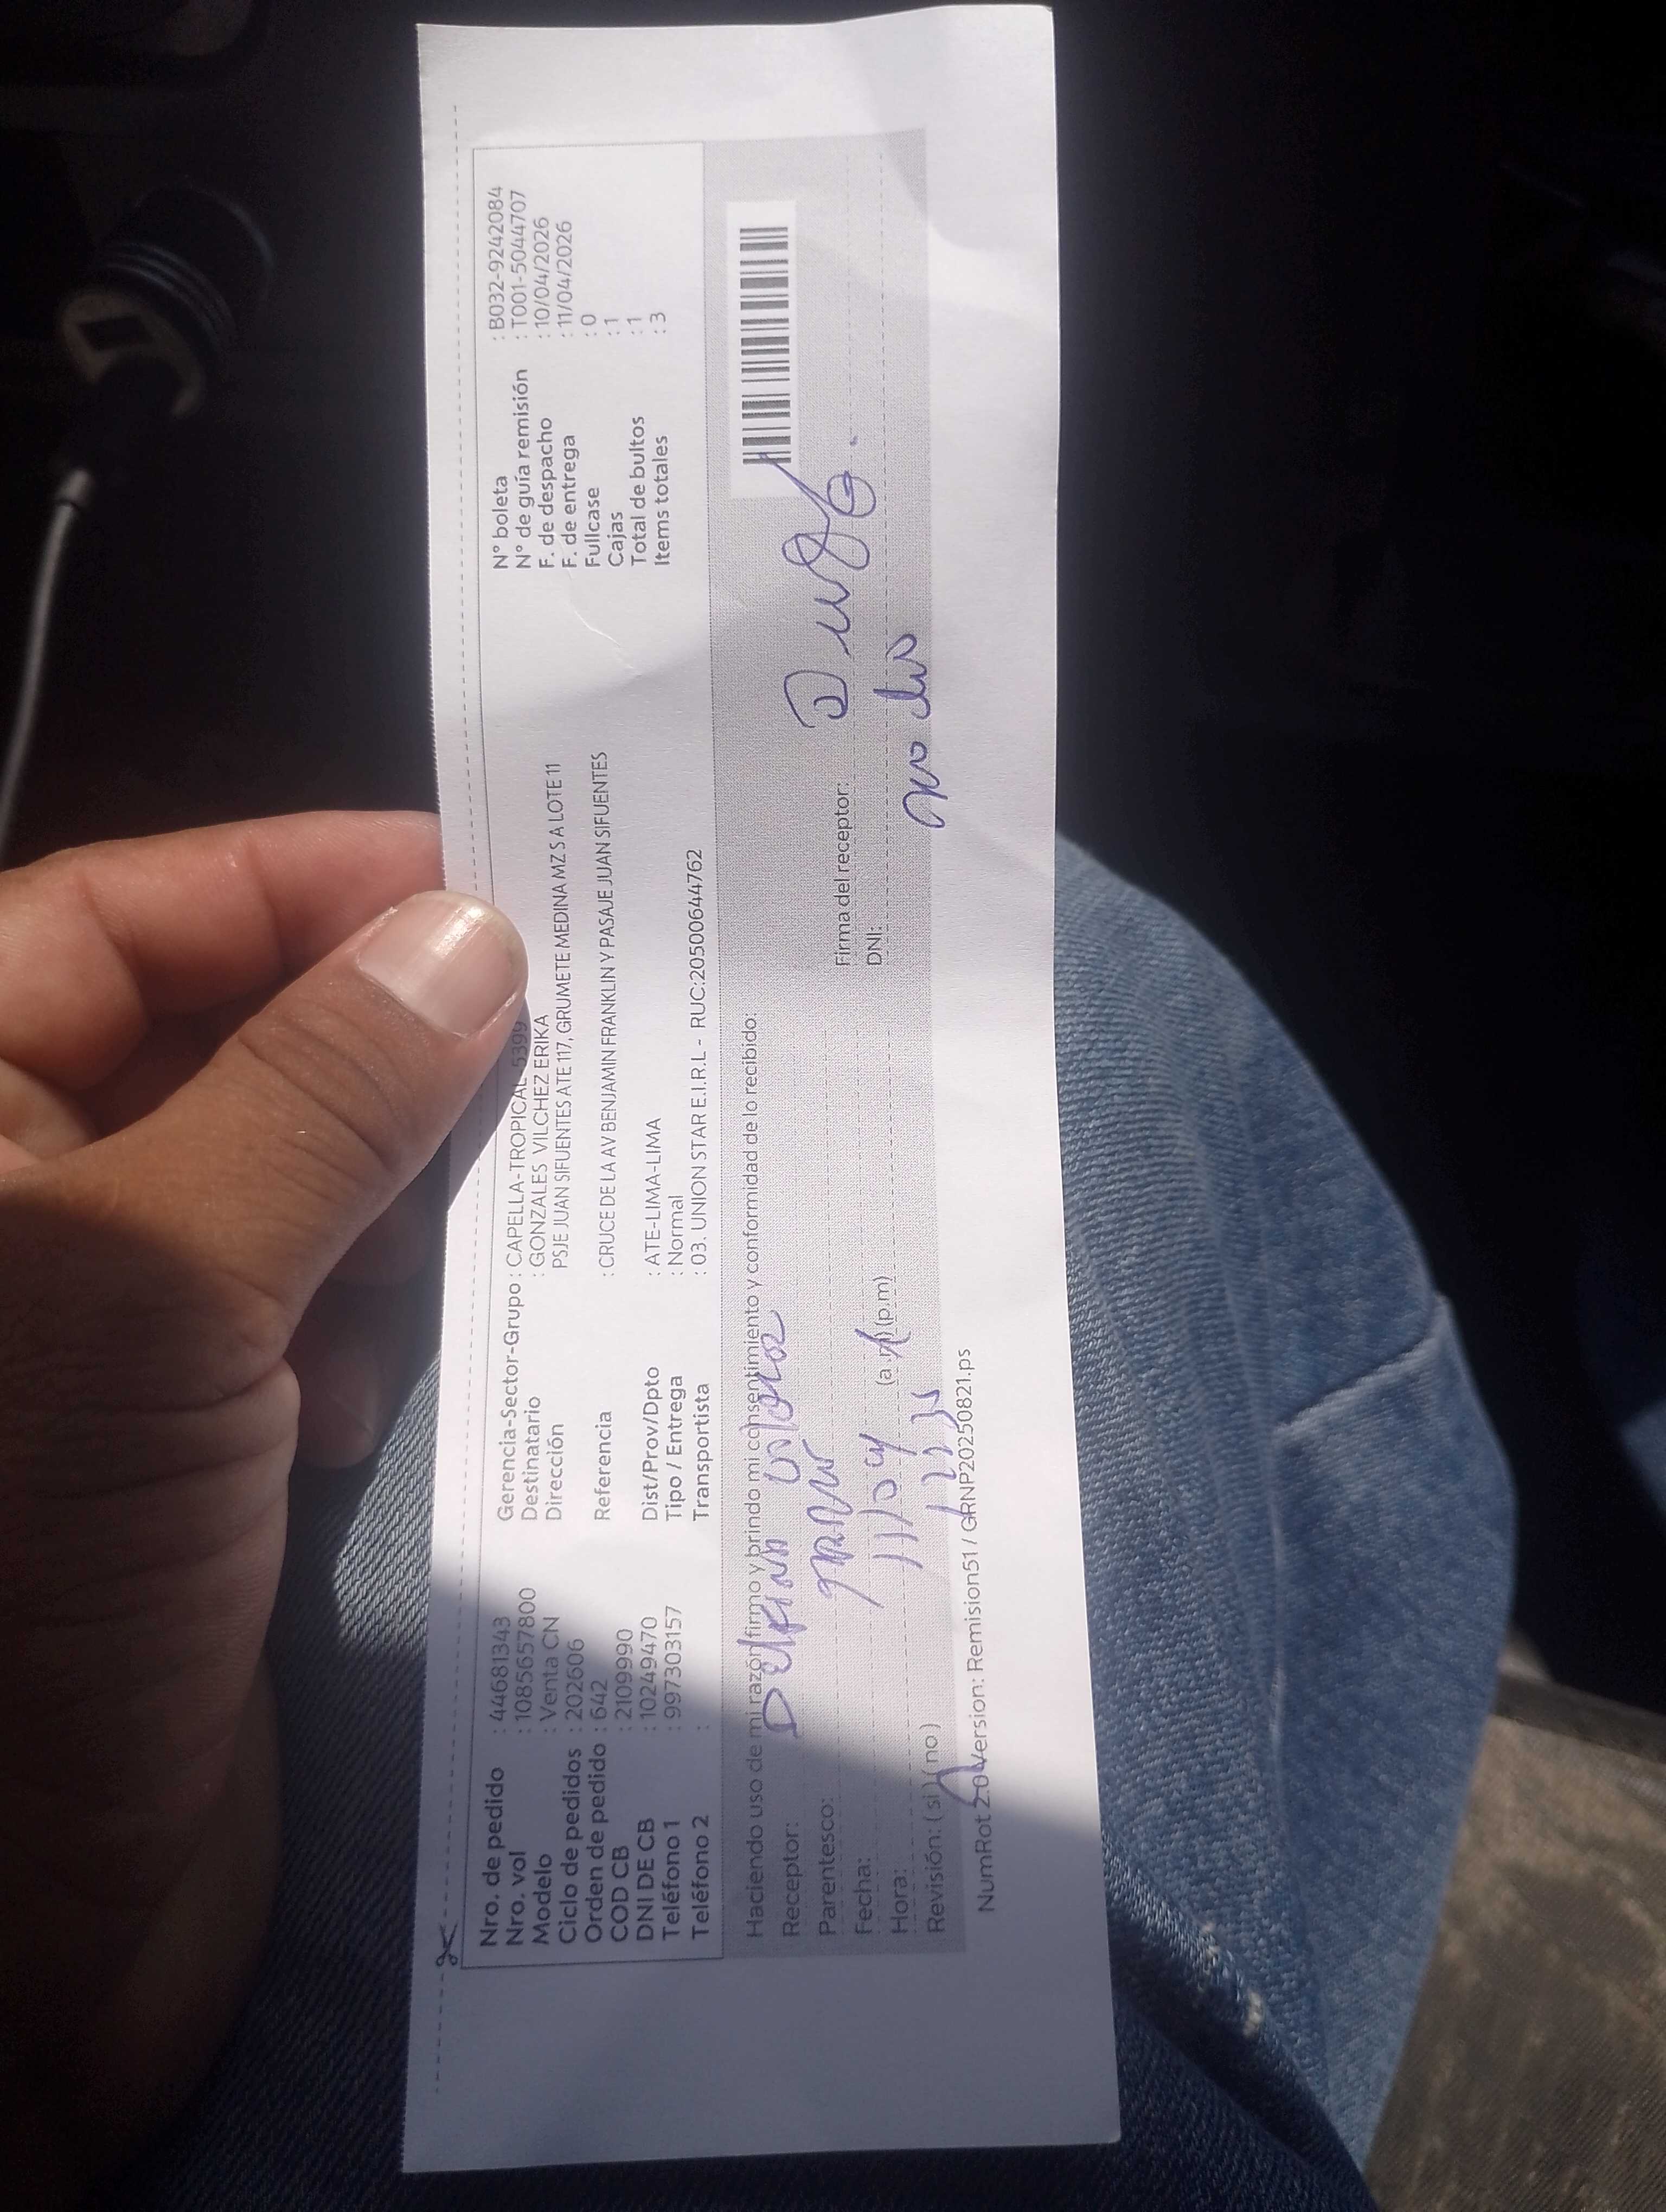 Nro. de pedido : 446813​43
Nro. vol : 1085657800
Modelo : Venta CN
Ciclo de pedidos : 202606
Orden de pedido : 642
COD CB : 2109990
DNI DE CB : 10249470
Teléfono 1 : 997303157
Teléfono 2 :
Gerencia-Sector-Grupo : CAPELLA-TROPICAL-5399
Destinatario : GONZALES VILCHEZ ERIKA
Dirección PSJE JUAN SIFUENTES ATE 117, GRUMETE MEDINA MZ S A LOTE 11
Referencia : CRUCE DE LA AV BENJAMIN FRANKLIN Y PASAJE JUAN SIFUENTES
Dist/Prov/Dpto : ATE-LIMA-LIMA
Tipo / Entrega : Normal
Transportista : 03. UNION STAR E.I.R.L - RUC:20500644762
N° boleta : B032-9242084
N° de guía remisión : T001-5044707
F. de despacho : 10/04/2026
F. de entrega : 11/04/2026
Fullcase : 0
Cajas : 1
Total de bultos : 1
Items totales : 3
Haciendo uso de mi razón firmo y brindo mi consentimiento y conformidad de lo recibido:
Receptor:
Parentesco:
Fecha: 11/04
Hora: (a.m) (p.m)
Revisión: ( si ) ( no )
Firma del receptor:
DNI: no dio
NumRot 2.0 Version: Remision51 / GRNP20250821.ps